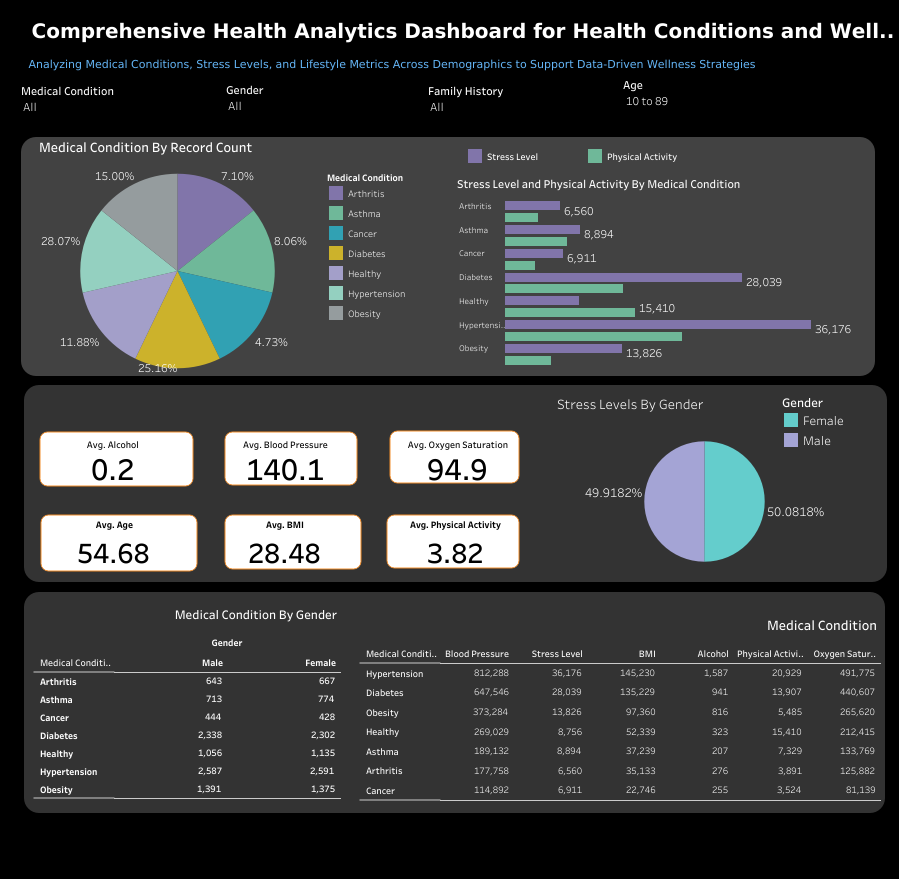 Comprehensive Health Analytics Dashboard for Health Conditions and Well..
Analyzing Medical Conditions, Stress Levels, and Lifestyle Metrics Across Demographics to Support Data-Driven Wellness Strategies
Medical Condition
All
Gender
All
Family History
All
Age
10 to 89
Medical Condition By Record Count
15.00%
7.10%
28.07%
8.06%
11.88%
4.73%
25.16%
Medical Condition
Arthritis
Asthma
Cancer
Diabetes
Healthy
Hypertension
Obesity
Stress Level
Physical Activity
Stress Level and Physical Activity By Medical Condition
Arthritis 6,560
Asthma 8,894
Cancer 6,911
Diabetes 28,039
Healthy 15,410
Hypertensi.. 36,176
Obesity 13,826
Avg. Alcohol
0.2
Avg. Blood Pressure
140.1
Avg. Oxygen Saturation
94.9
Avg. Age
54.68
Avg. BMI
28.48
Avg. Physical Activity
3.82
Stress Levels By Gender
Gender
Female
Male
49.9182%
50.0818%
Medical Condition By Gender
Gender
Medical Conditi.. Male Female
Arthritis 643 667
Asthma 713 774
Cancer 444 428
Diabetes 2,338 2,302
Healthy 1,056 1,135
Hypertension 2,587 2,591
Obesity 1,391 1,375
Medical Condition
Medical Conditi.. Blood Pressure Stress Level BMI Alcohol Physical Activi.. Oxygen Satur..
Hypertension 812,288 36,176 145,230 1,587 20,929 491,775
Diabetes 647,546 28,039 135,229 941 13,907 440,607
Obesity 373,284 13,826 97,360 816 5,485 265,620
Healthy 269,029 8,756 52,339 323 15,410 212,415
Asthma 189,132 8,894 37,239 207 7,329 133,769
Arthritis 177,758 6,560 35,133 276 3,891 125,882
Cancer 114,892 6,911 22,746 255 3,524 81,139